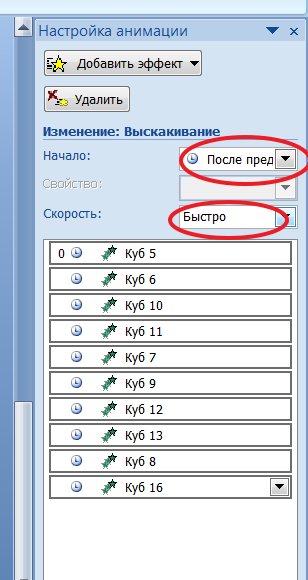 Настройка анимации
Добавить эффект
Удалить
Изменение: Выскакивание
Начало: После пред
Свойство:
Скорость: Быстро
0 Куб 5
Куб 6
Куб 10
Куб 11
Куб 7
Куб 9
Куб 12
Куб 13
Куб 8
Куб 16